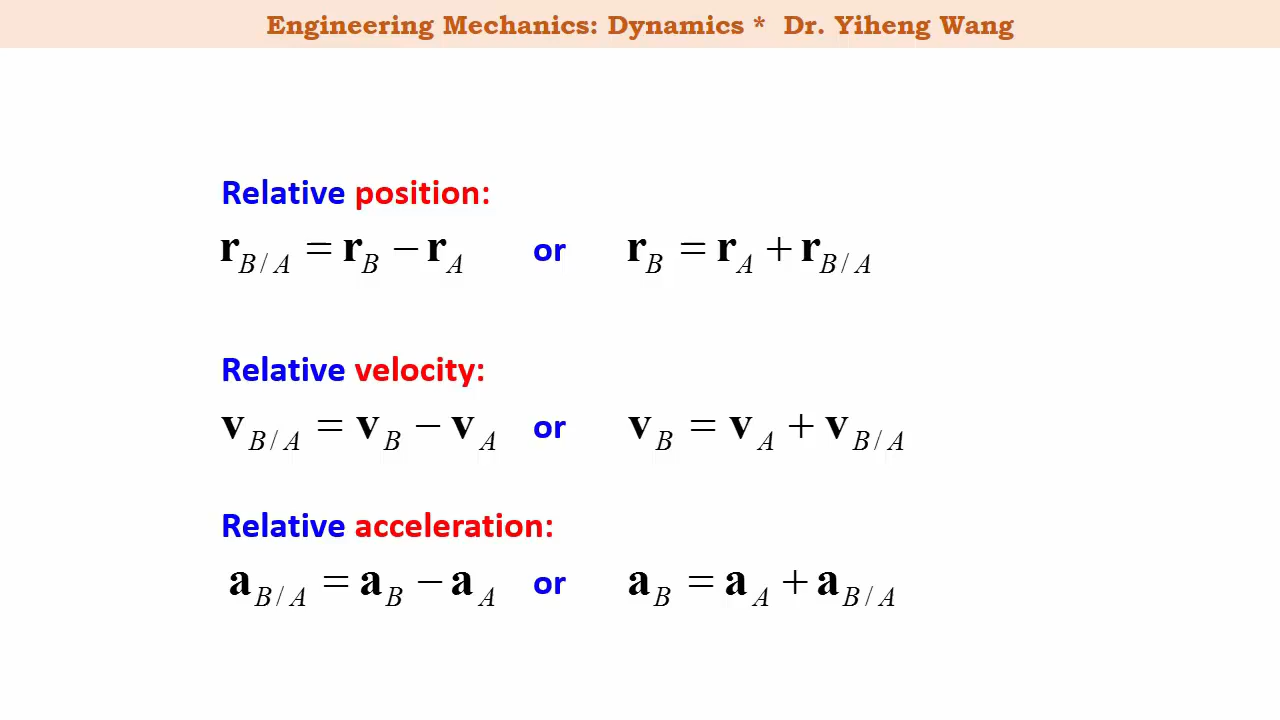 Engineering Mechanics: Dynamics * Dr. Yiheng Wang
Relative position:
r_{B/A} = r_B − r_A or r_B = r_A + r_{B/A}
Relative velocity:
v_{B/A} = v_B − v_A or v_B = v_A + v_{B/A}
Relative acceleration:
a_{B/A} = a_B − a_A or a_B = a_A + a_{B/A}